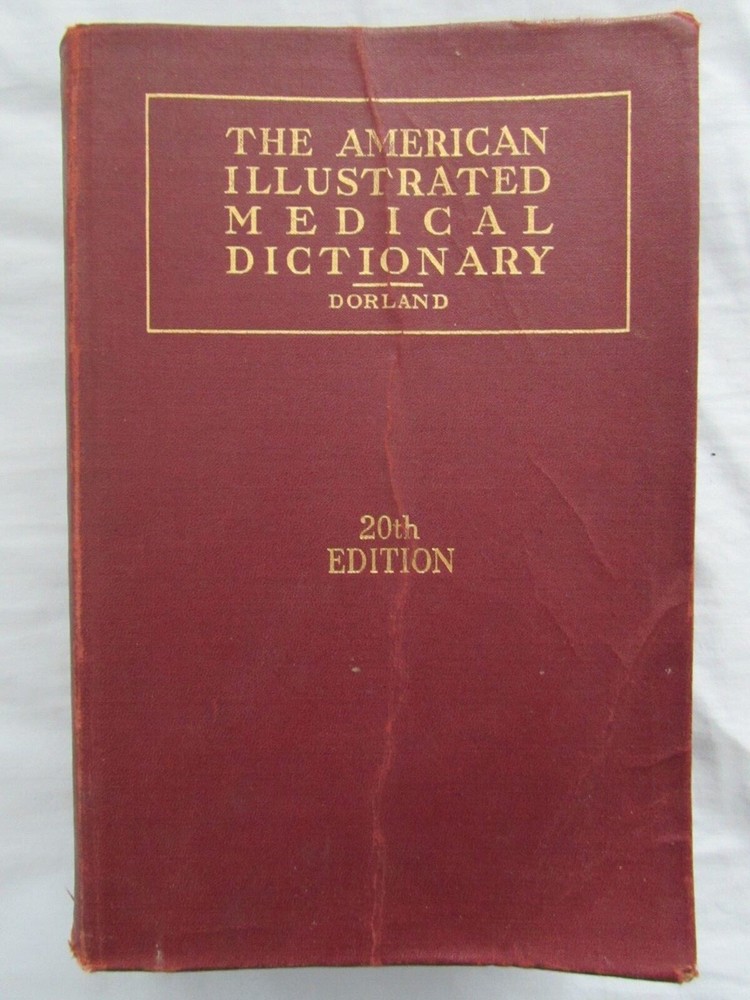 THE AMERICAN
ILLUSTRATED
MEDICAL
DICTIONARY
DORLAND
20th
EDITION